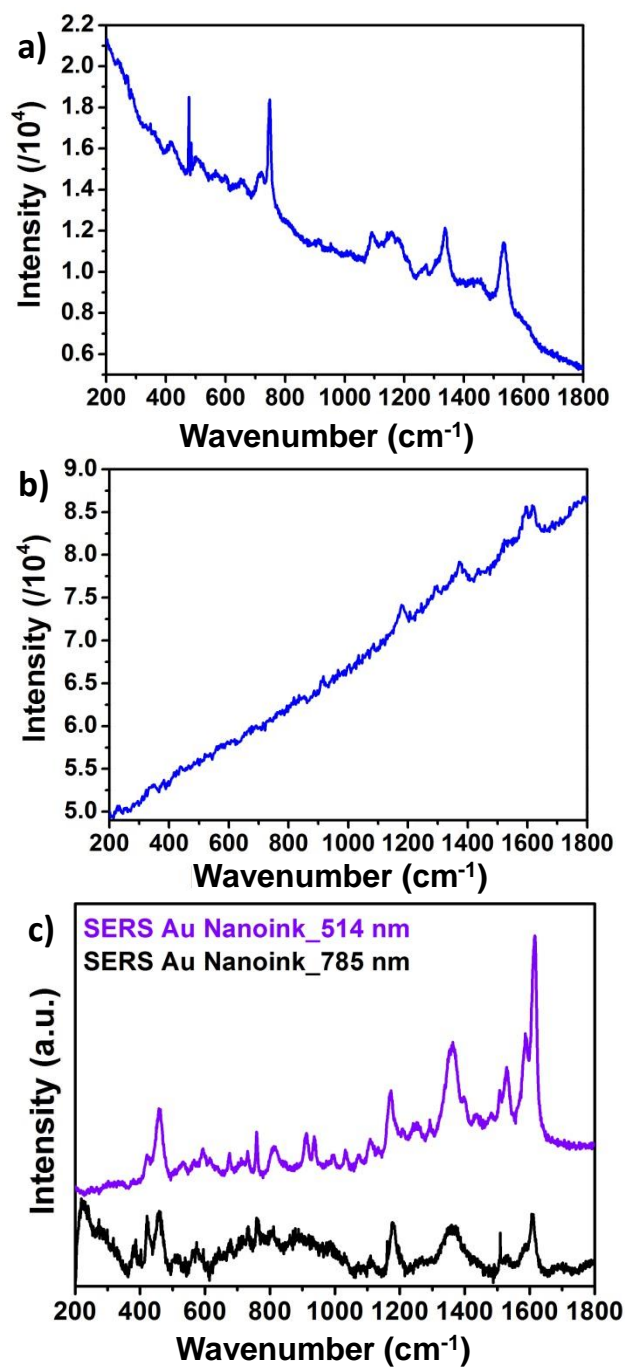 a)
2.2
2.0
1.8
1.6
1.4
1.2
1.0
0.8
0.6
Intensity (/10⁴)
200 400 600 800 1000 1200 1400 1600 1800
Wavenumber (cm⁻¹)
b)
9.0
8.5
8.0
7.5
7.0
6.5
6.0
5.5
5.0
Intensity (/10⁴)
200 400 600 800 1000 1200 1400 1600 1800
Wavenumber (cm⁻¹)
c)
SERS Au Nanoink_514 nm
SERS Au Nanoink_785 nm
Intensity (a.u.)
200 400 600 800 1000 1200 1400 1600 1800
Wavenumber (cm⁻¹)